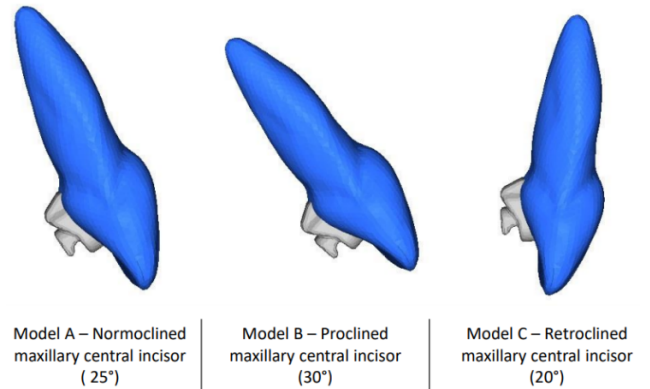 Model A – Normoclined
maxillary central incisor
( 25°)
Model B – Proclined
maxillary central incisor
(30°)
Model C – Retroclined
maxillary central incisor
(20°)